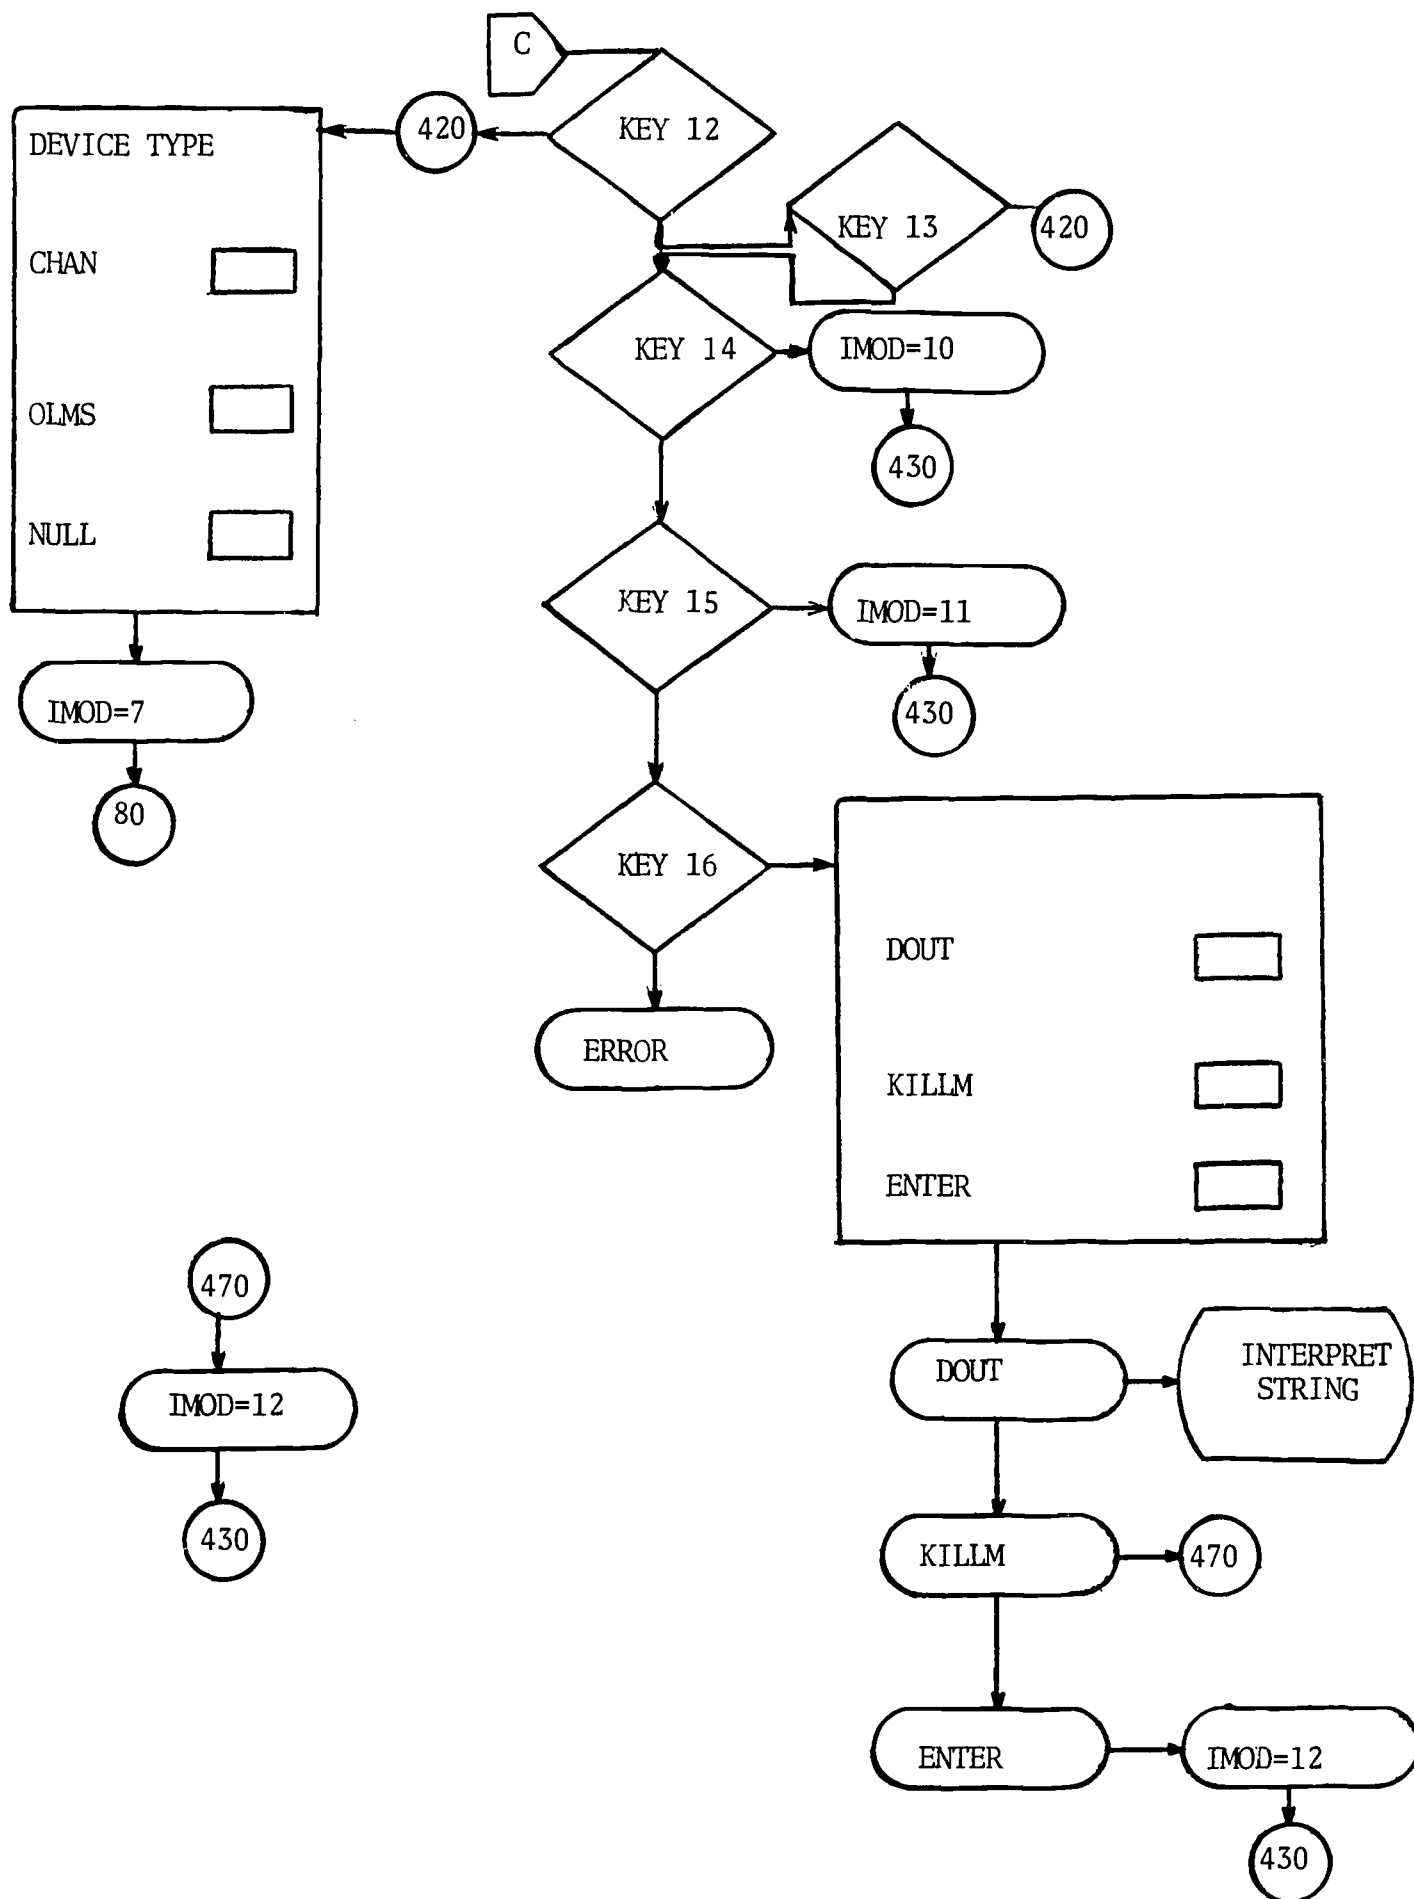 C
KEY 12
420
DEVICE TYPE
CHAN
OLMS
NULL
IMOD=7
80
KEY 13
420
KEY 14
IMOD=10
430
KEY 15
IMOD=11
430
KEY 16
ERROR
DOUT
KILLM
ENTER
DOUT
INTERPRET
STRING
KILLM
470
ENTER
IMOD=12
430
470
IMOD=12
430